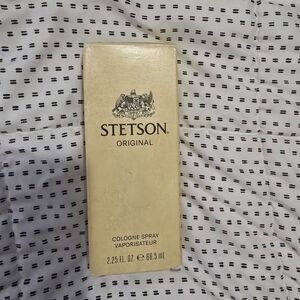 STETSON®
ORIGINAL
COLOGNE SPRAY
VAPORISATEUR
2.25 FL. OZ. ℮ 66.5 ml